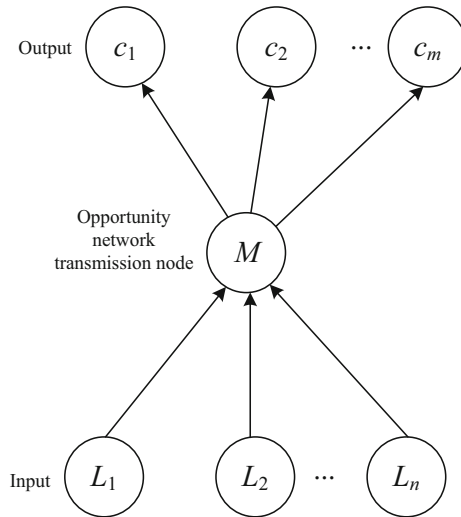 Output c1 c2 ... cm
Opportunity
network
transmission node
M
Input L1 L2 ... Ln